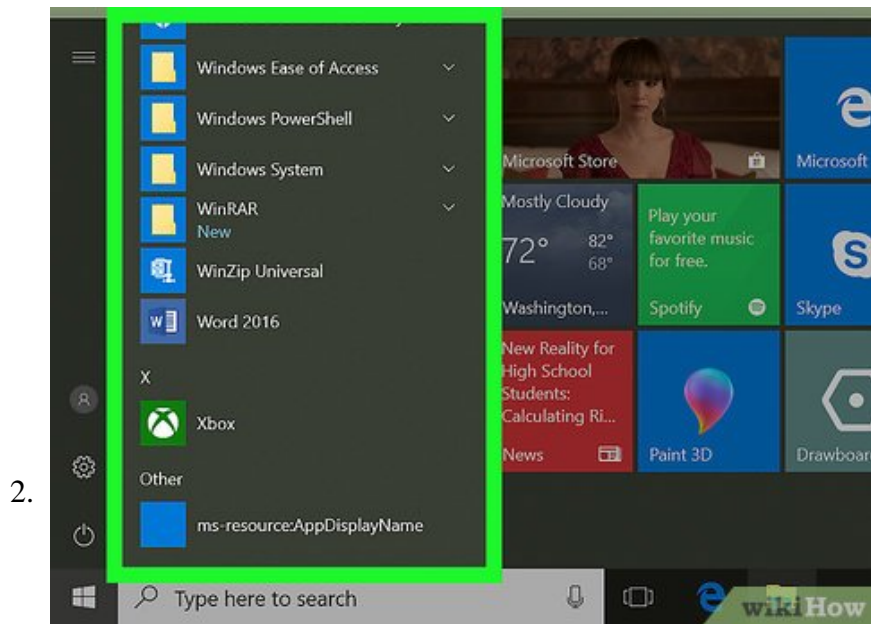 Windows Ease of Access
Windows PowerShell
Windows System
WinRAR
New
WinZip Universal
Word 2016
X
Xbox
Other
ms-resource:AppDisplayName
Microsoft Store
Microsoft
Mostly Cloudy
72°
82°
68°
Washington,...
Play your
favorite music
for free.
Spotify
Skype
New Reality for
High School
Students:
Calculating Ri...
News
Paint 3D
Drawboar
2.
Type here to search
wikiHow